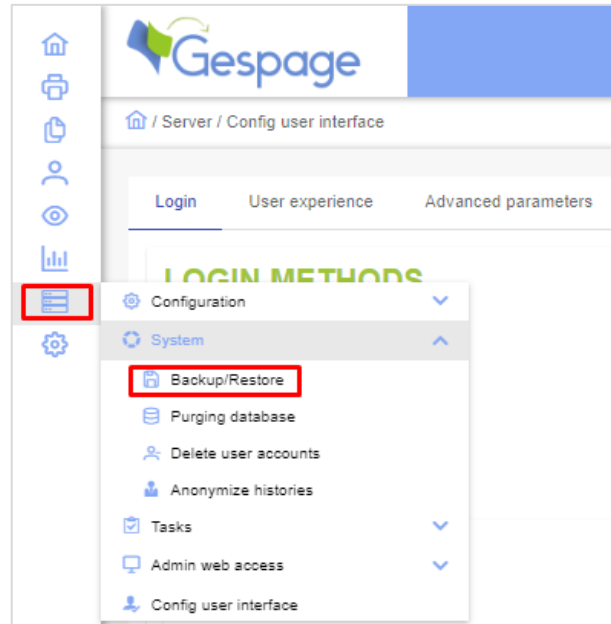 Gespage
/ Server / Config user interface
Login User experience Advanced parameters
LOGIN METHODS
Configuration
System
Backup/Restore
Purging database
Delete user accounts
Anonymize histories
Tasks
Admin web access
Config user interface